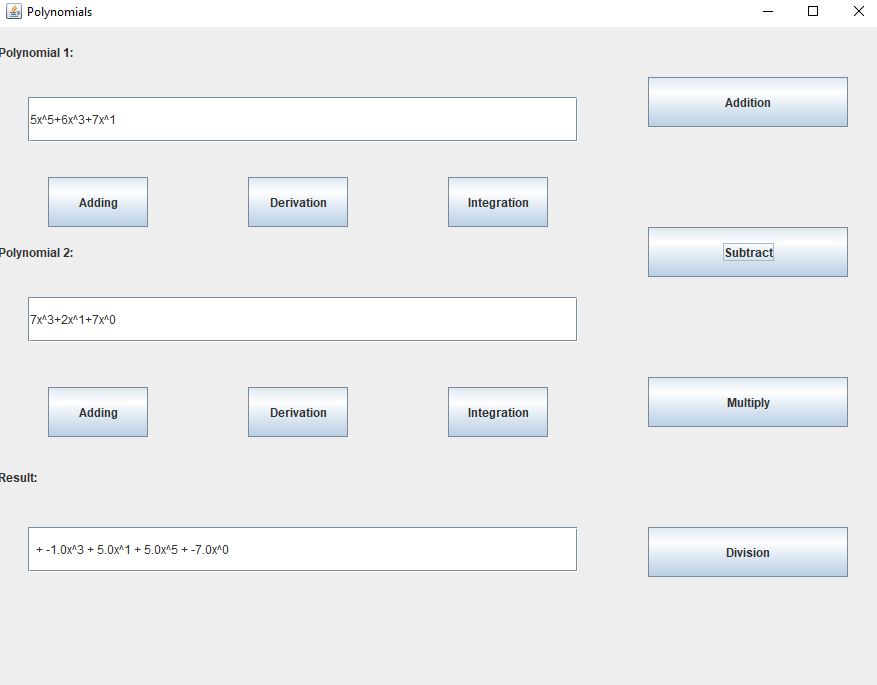 Polynomials
Polynomial 1:
Addition
5x^5+6x^3+7x^1
Adding Derivation Integration
Polynomial 2:
Subtract
7x^3+2x^1+7x^0
Multiply
Adding Derivation Integration
Result:
+ -1.0x^3 + 5.0x^1 + 5.0x^5 + -7.0x^0
Division